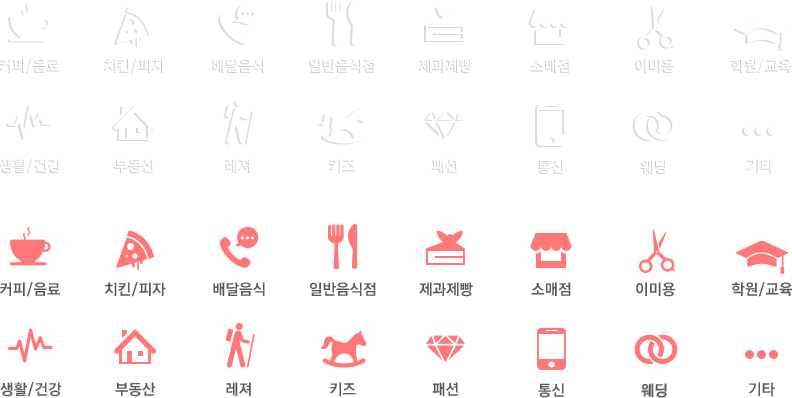 커피/음료 치킨/피자 배달음식 일반음식점 제과제빵 소매점 이미용 학원/교육
생활/건강 부동산 레져 키즈 패션 통신 웨딩 기타
커피/음료 치킨/피자 배달음식 일반음식점 제과제빵 소매점 이미용 학원/교육
생활/건강 부동산 레져 키즈 패션 통신 웨딩 기타